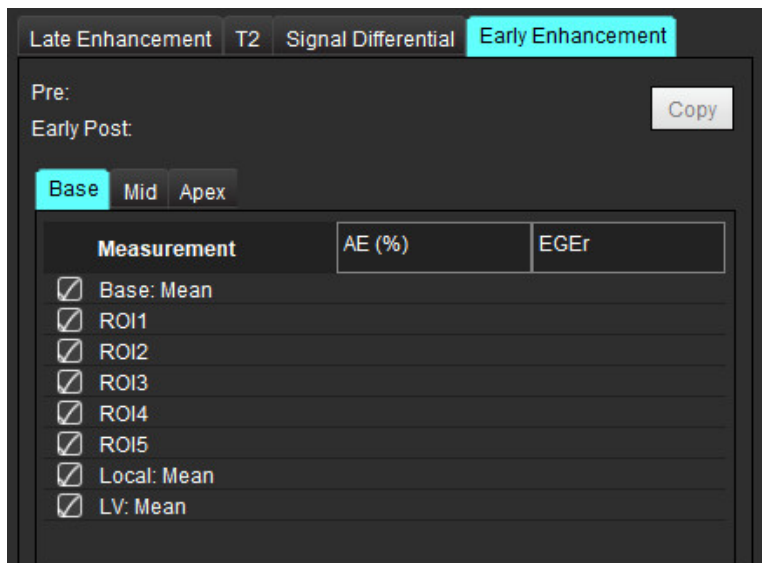 Late Enhancement T2 Signal Differential Early Enhancement
Pre:
Copy
Early Post:
Base Mid Apex
Measurement AE (%) EGEr
Base: Mean
ROI1
ROI2
ROI3
ROI4
ROI5
Local: Mean
LV: Mean